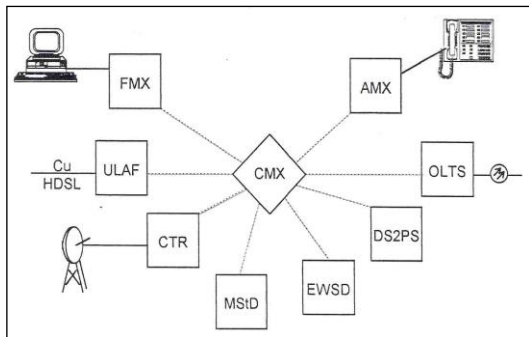 FMX
AMX
Cu
HDSL
ULAF
CMX
OLTS
CTR
DS2PS
MStD
EWSD